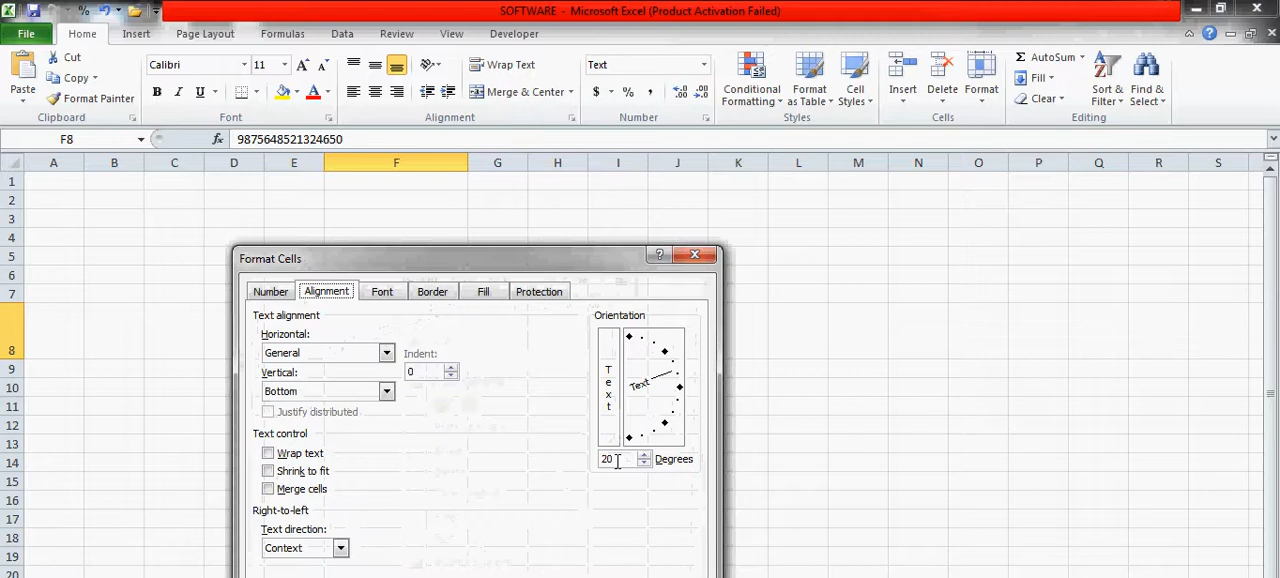 SOFTWARE - Microsoft Excel (Product Activation Failed)
File Home Insert Page Layout Formulas Data Review View Developer
Paste
Cut
Copy
Format Painter
Clipboard
Calibri 11
B I U
Font
Wrap Text
Merge & Center
Alignment
Text
$ % ,
Number
Conditional Formatting
Format as Table
Cell Styles
Styles
Insert Delete Format
Cells
Σ AutoSum
Fill
Clear
Sort & Filter
Find & Select
Editing
F8 fx 9875648521324650
A B C D E F G H I J K L M N O P Q R S
1
2
3
4
5
6
7
8
9
10
11
12
13
14
15
16
17
18
19
20
Format Cells
Number Alignment Font Border Fill Protection
Text alignment
Horizontal:
General
Indent:
0
Vertical:
Bottom
Justify distributed
Text control
Wrap text
Shrink to fit
Merge cells
Right-to-left
Text direction:
Context
Orientation
Text
Text
20 Degrees